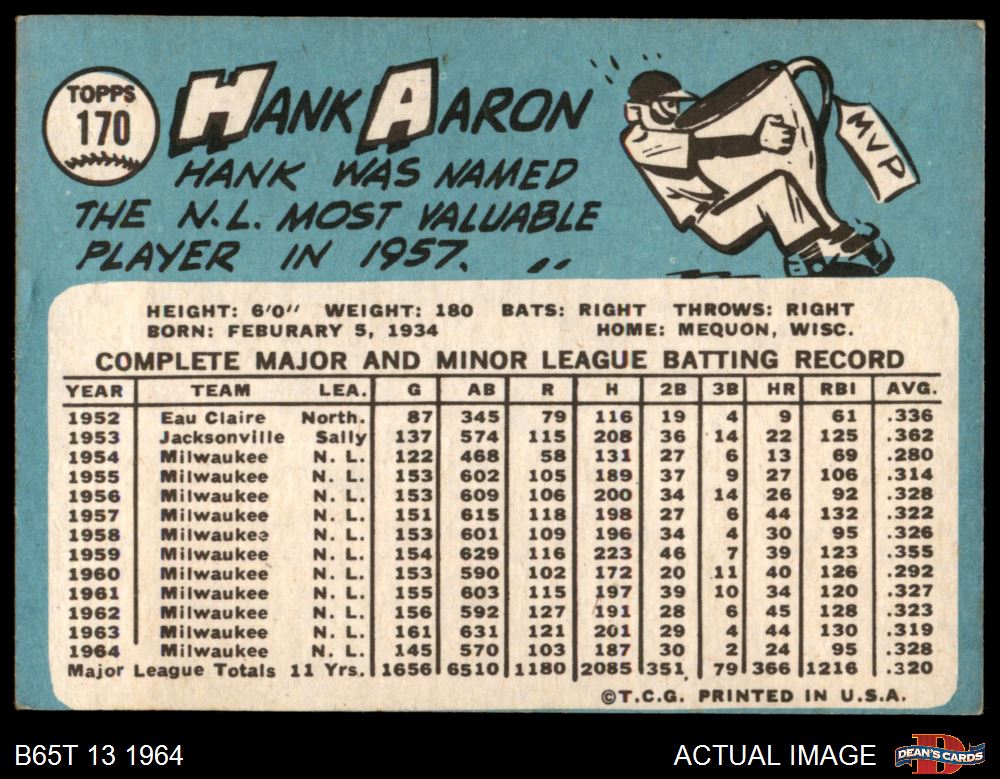 TOPPS
170
HANK AARON
HANK WAS NAMED
THE N.L. MOST VALUABLE
PLAYER IN 1957.
MVP
HEIGHT: 6'0" WEIGHT: 180 BATS: RIGHT THROWS: RIGHT
BORN: FEBURARY 5, 1934 HOME: MEQUON, WISC.
COMPLETE MAJOR AND MINOR LEAGUE BATTING RECORD
YEAR TEAM LEA. G AB R H 2B 3B HR RBI AVG.
1952 Eau Claire North. 87 345 79 116 19 4 9 61 .336
1953 Jacksonville Sally 137 574 115 208 36 14 22 125 .362
1954 Milwaukee N. L. 122 468 58 131 27 6 13 69 .280
1955 Milwaukee N. L. 153 602 105 189 37 9 27 106 .314
1956 Milwaukee N. L. 153 609 106 200 34 14 26 92 .328
1957 Milwaukee N. L. 151 615 118 198 27 6 44 132 .322
1958 Milwaukee N. L. 153 601 109 196 34 4 30 95 .326
1959 Milwaukee N. L. 154 629 116 223 46 7 39 123 .355
1960 Milwaukee N. L. 153 590 102 172 20 11 40 126 .292
1961 Milwaukee N. L. 155 603 115 197 39 10 34 120 .327
1962 Milwaukee N. L. 156 592 127 191 28 6 45 128 .323
1963 Milwaukee N. L. 161 631 121 201 29 4 44 130 .319
1964 Milwaukee N. L. 145 570 103 187 30 2 24 95 .328
Major League Totals 11 Yrs. 1656 6510 1180 2085 351 79 366 1216 .320
©T.C.G. PRINTED IN U.S.A.
B65T 13 1964 ACTUAL IMAGE
DEAN'S CARDS